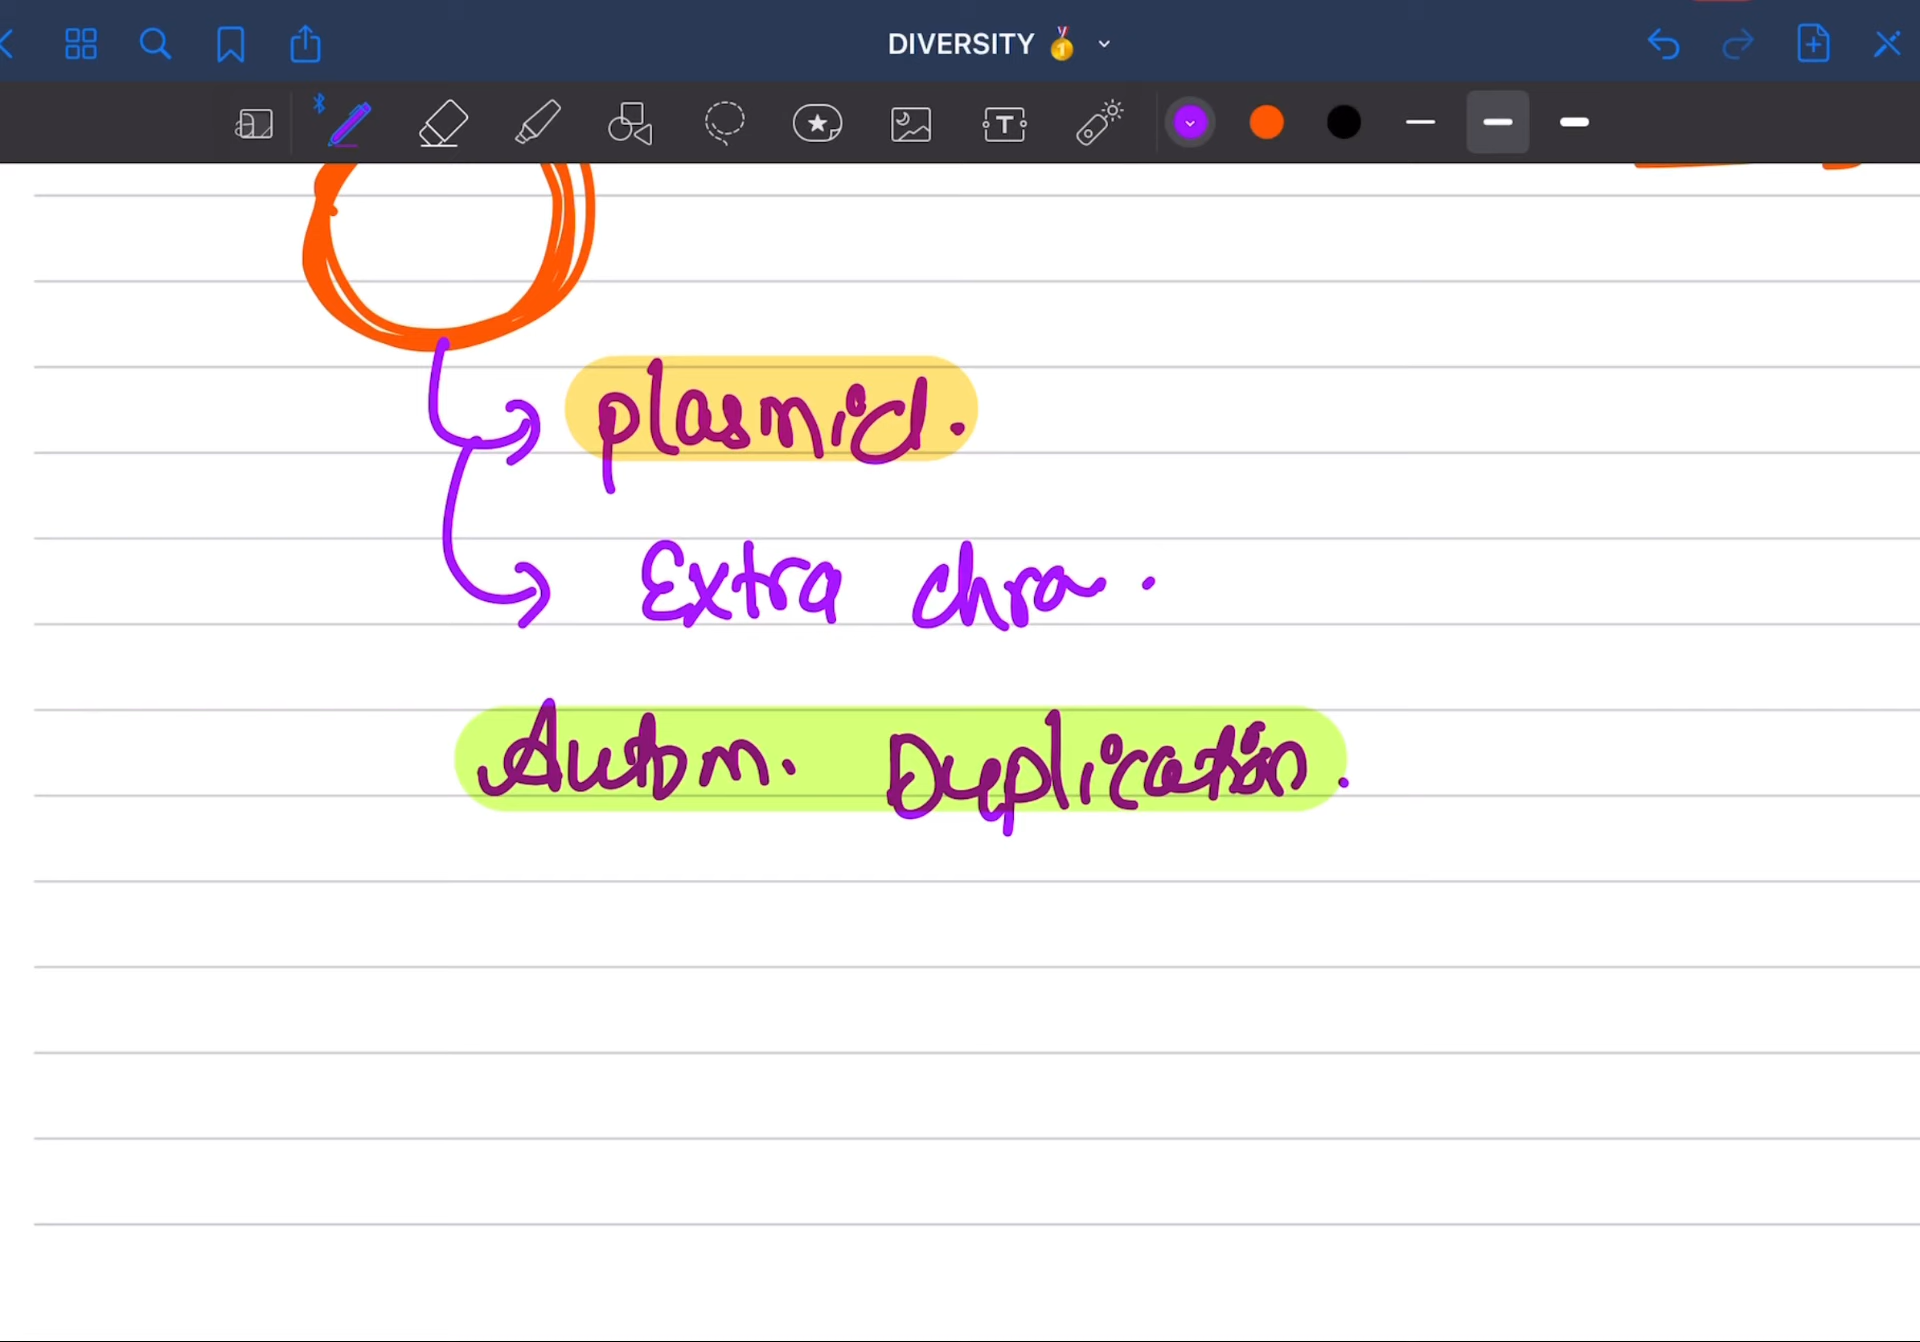 DIVERSITY 🥇
plasmid.
Extra chro.
Autom. Duplication.